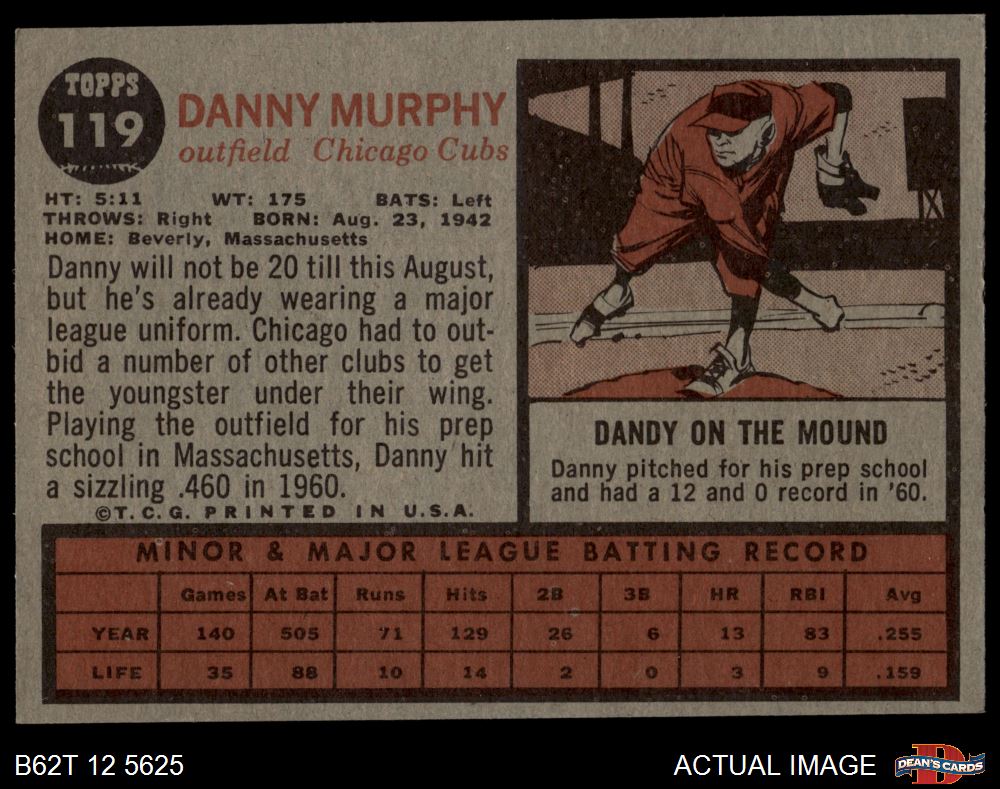 TOPPS
119
DANNY MURPHY
outfield Chicago Cubs
HT: 5:11 WT: 175 BATS: Left
THROWS: Right BORN: Aug. 23, 1942
HOME: Beverly, Massachusetts
Danny will not be 20 till this August,
but he's already wearing a major
league uniform. Chicago had to out-
bid a number of other clubs to get
the youngster under their wing.
Playing the outfield for his prep
school in Massachusetts, Danny hit
a sizzling .460 in 1960.
©T.C.G. PRINTED IN U.S.A.
DANDY ON THE MOUND
Danny pitched for his prep school
and had a 12 and 0 record in '60.
MINOR & MAJOR LEAGUE BATTING RECORD
Games At Bat Runs Hits 2B 3B HR RBI Avg
YEAR 140 505 71 129 26 6 13 83 .255
LIFE 35 88 10 14 2 0 3 9 .159
B62T 12 5625
ACTUAL IMAGE
D
DEAN'S CARDS